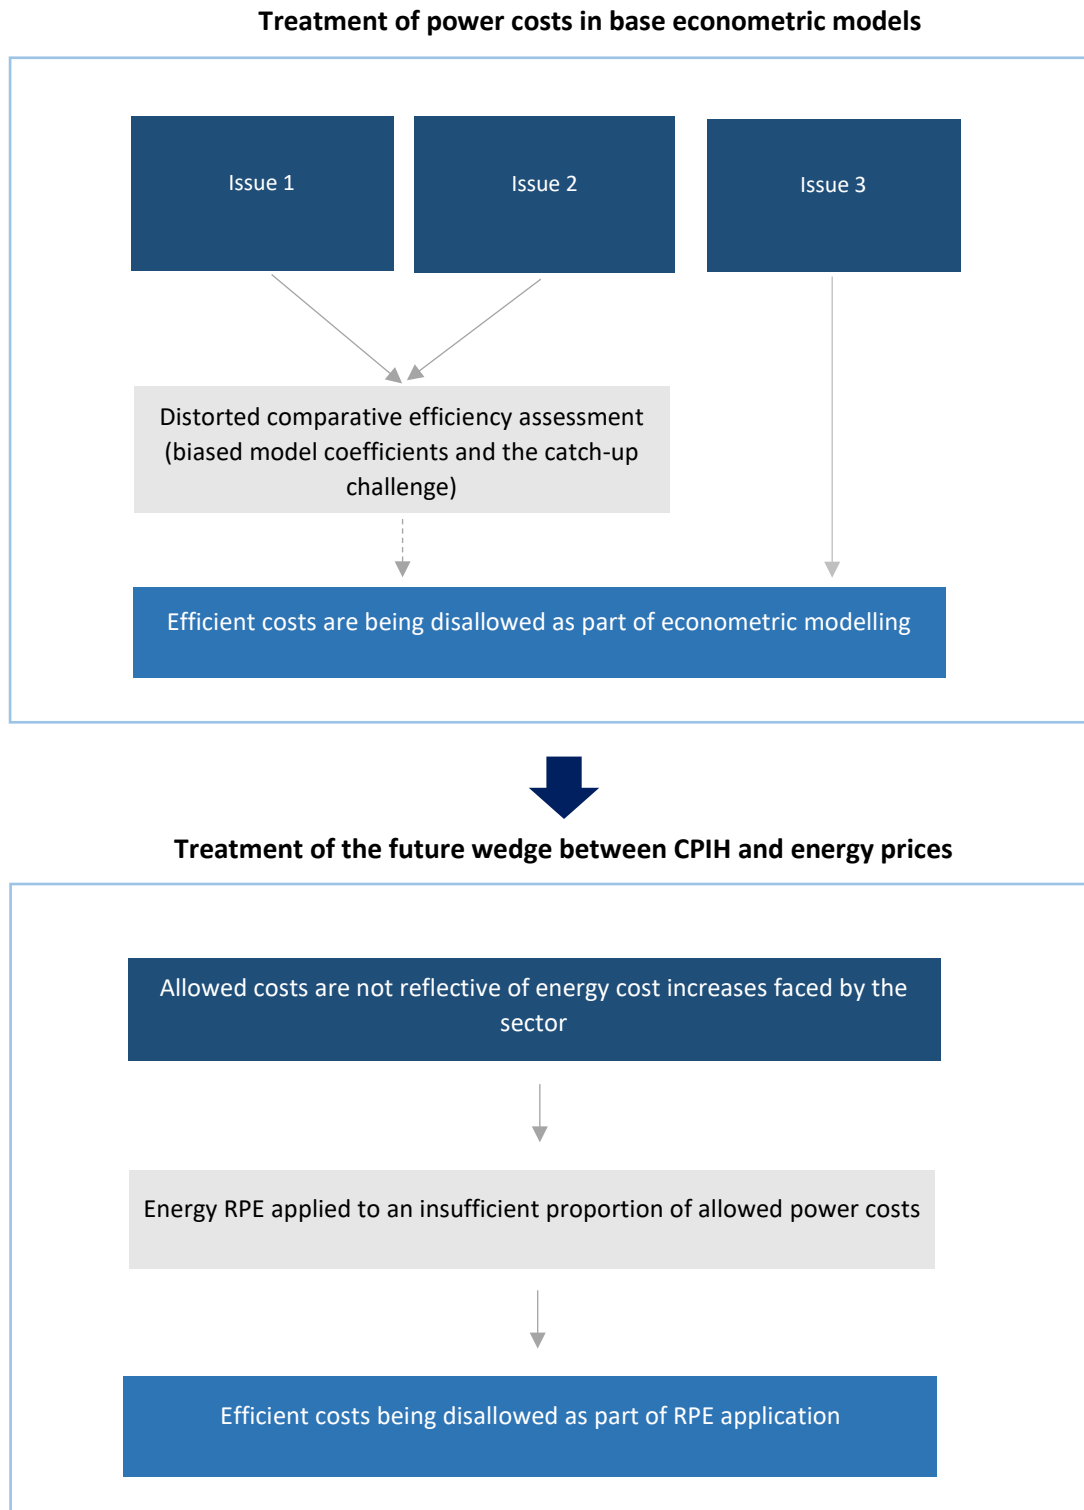 Treatment of power costs in base econometric models
Issue 1
Issue 2
Issue 3
Distorted comparative efficiency assessment
(biased model coefficients and the catch-up
challenge)
Efficient costs are being disallowed as part of econometric modelling
Treatment of the future wedge between CPIH and energy prices
Allowed costs are not reflective of energy cost increases faced by the
sector
Energy RPE applied to an insufficient proportion of allowed power costs
Efficient costs being disallowed as part of RPE application